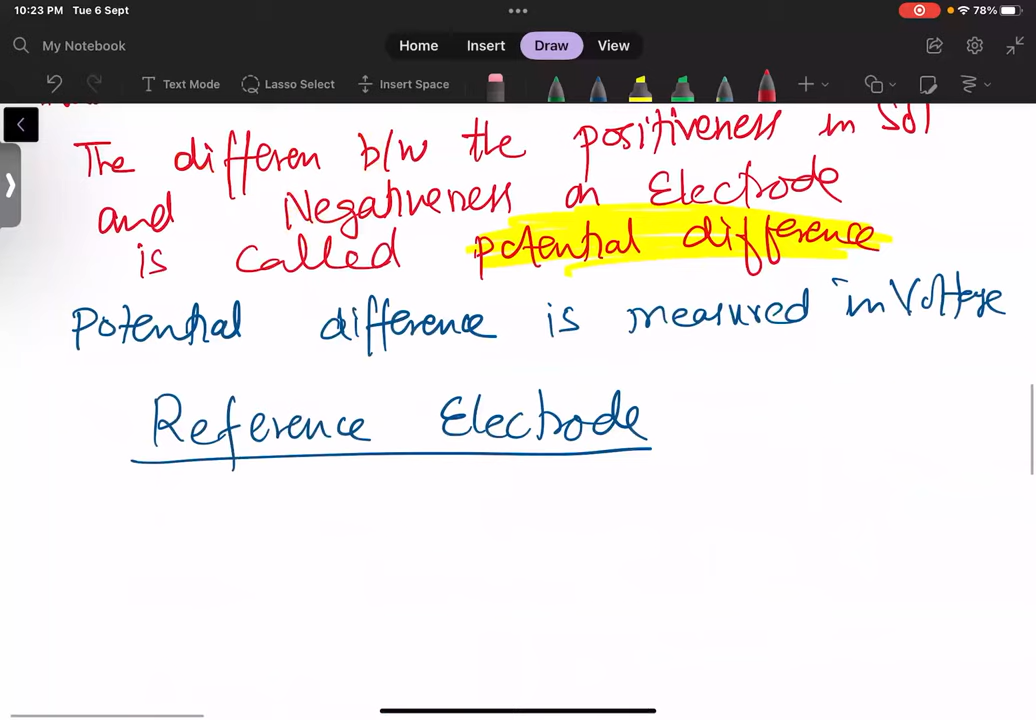 10:23 PM Tue 6 Sept
78%
My Notebook
Home Insert Draw View
Text Mode Lasso Select Insert Space
The differen b/w the positiveness in Sol
and Negativeness on Electrode
is called potential difference
Potential difference is measured in Voltage
Reference Electrode